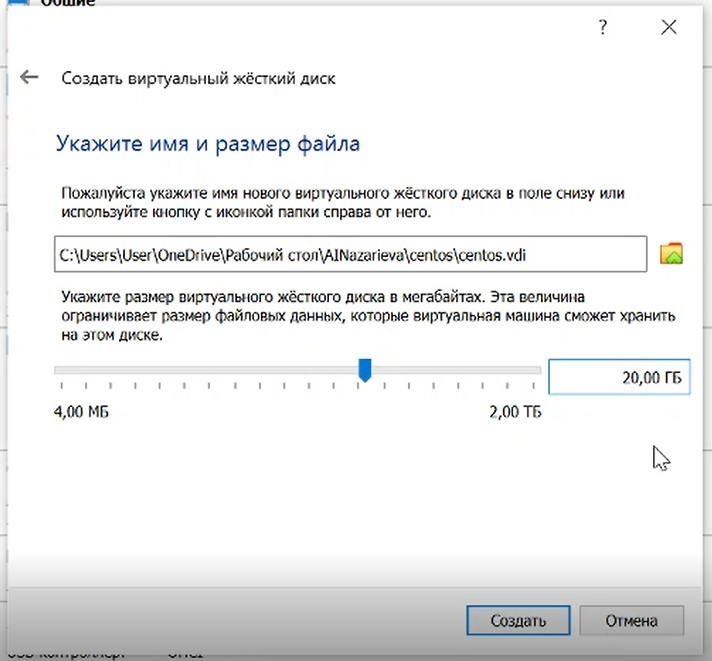 Общие
?
Создать виртуальный жёсткий диск
Укажите имя и размер файла
Пожалуйста укажите имя нового виртуального жёсткого диска в поле снизу или
используйте кнопку с иконкой папки справа от него.
C:\Users\User\OneDrive\Рабочий стол\AINazarieva\centos\centos.vdi
Укажите размер виртуального жёсткого диска в мегабайтах. Эта величина
ограничивает размер файловых данных, которые виртуальная машина сможет хранить
на этом диске.
20,00 ГБ
4,00 МБ 2,00 ТБ
Создать Отмена
USB контроллер: OHCI